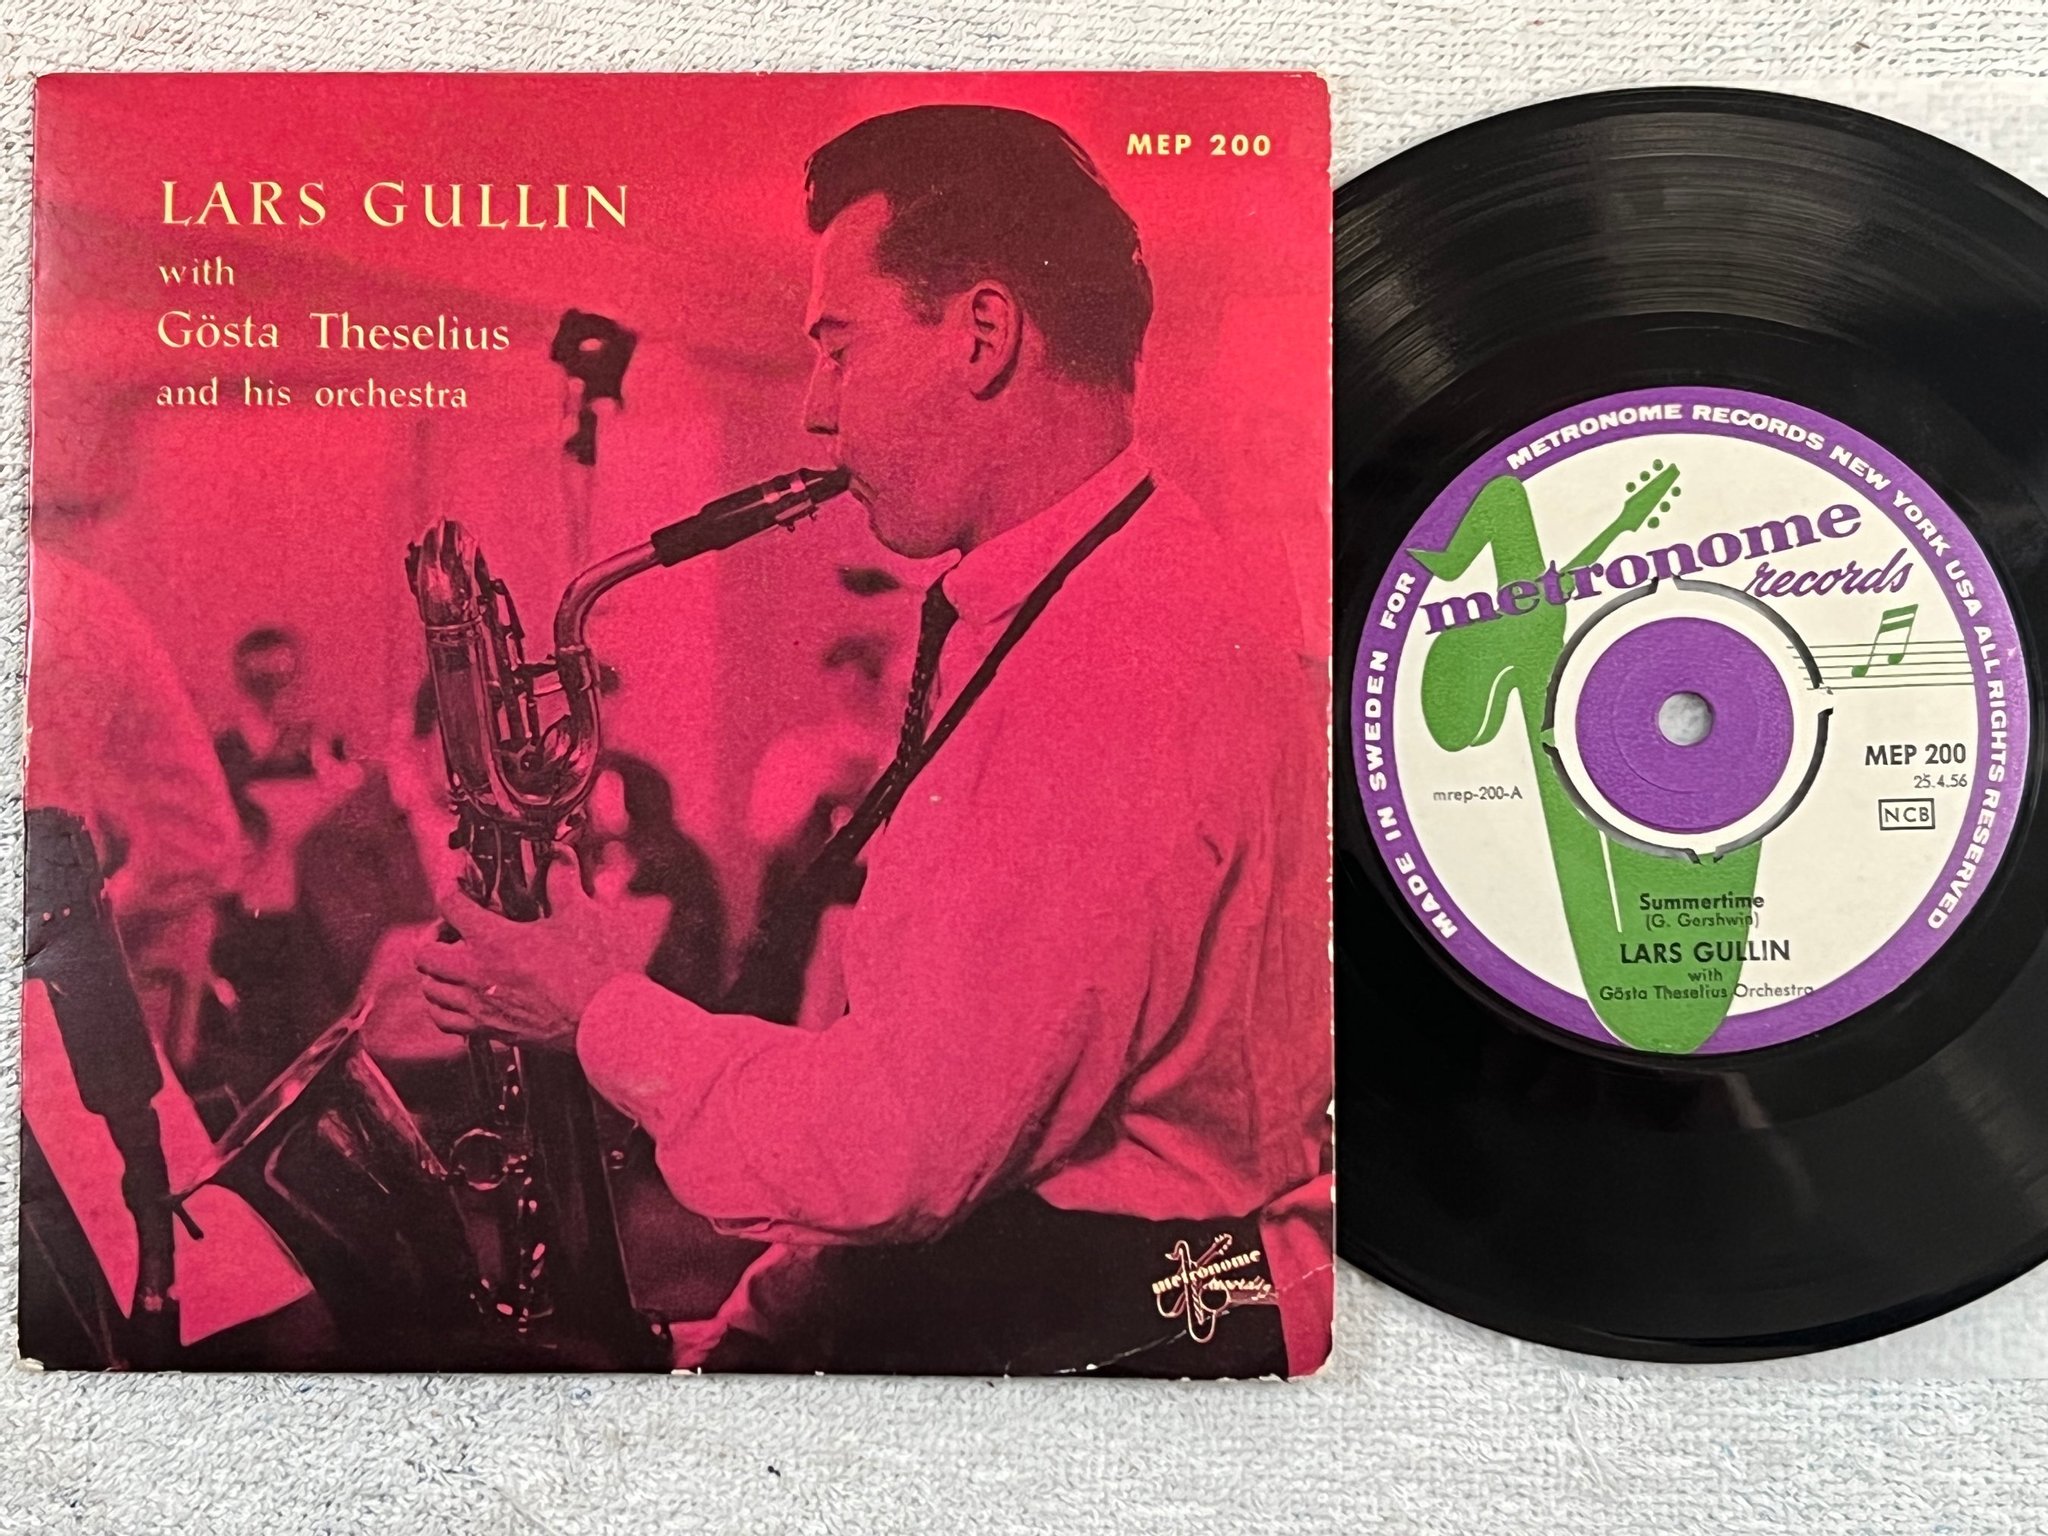 MEP 200
LARS GULLIN
with
Gösta Theselius
and his orchestra
metronome
records
MADE IN SWEDEN FOR METRONOME RECORDS NEW YORK USA ALL RIGHTS RESERVED
metronome
records
MEP 200
25.4.56
mrep-200-A
NCB
Summertime
(G. Gershwin)
LARS GULLIN
with
Gösta Theselius Orchestra